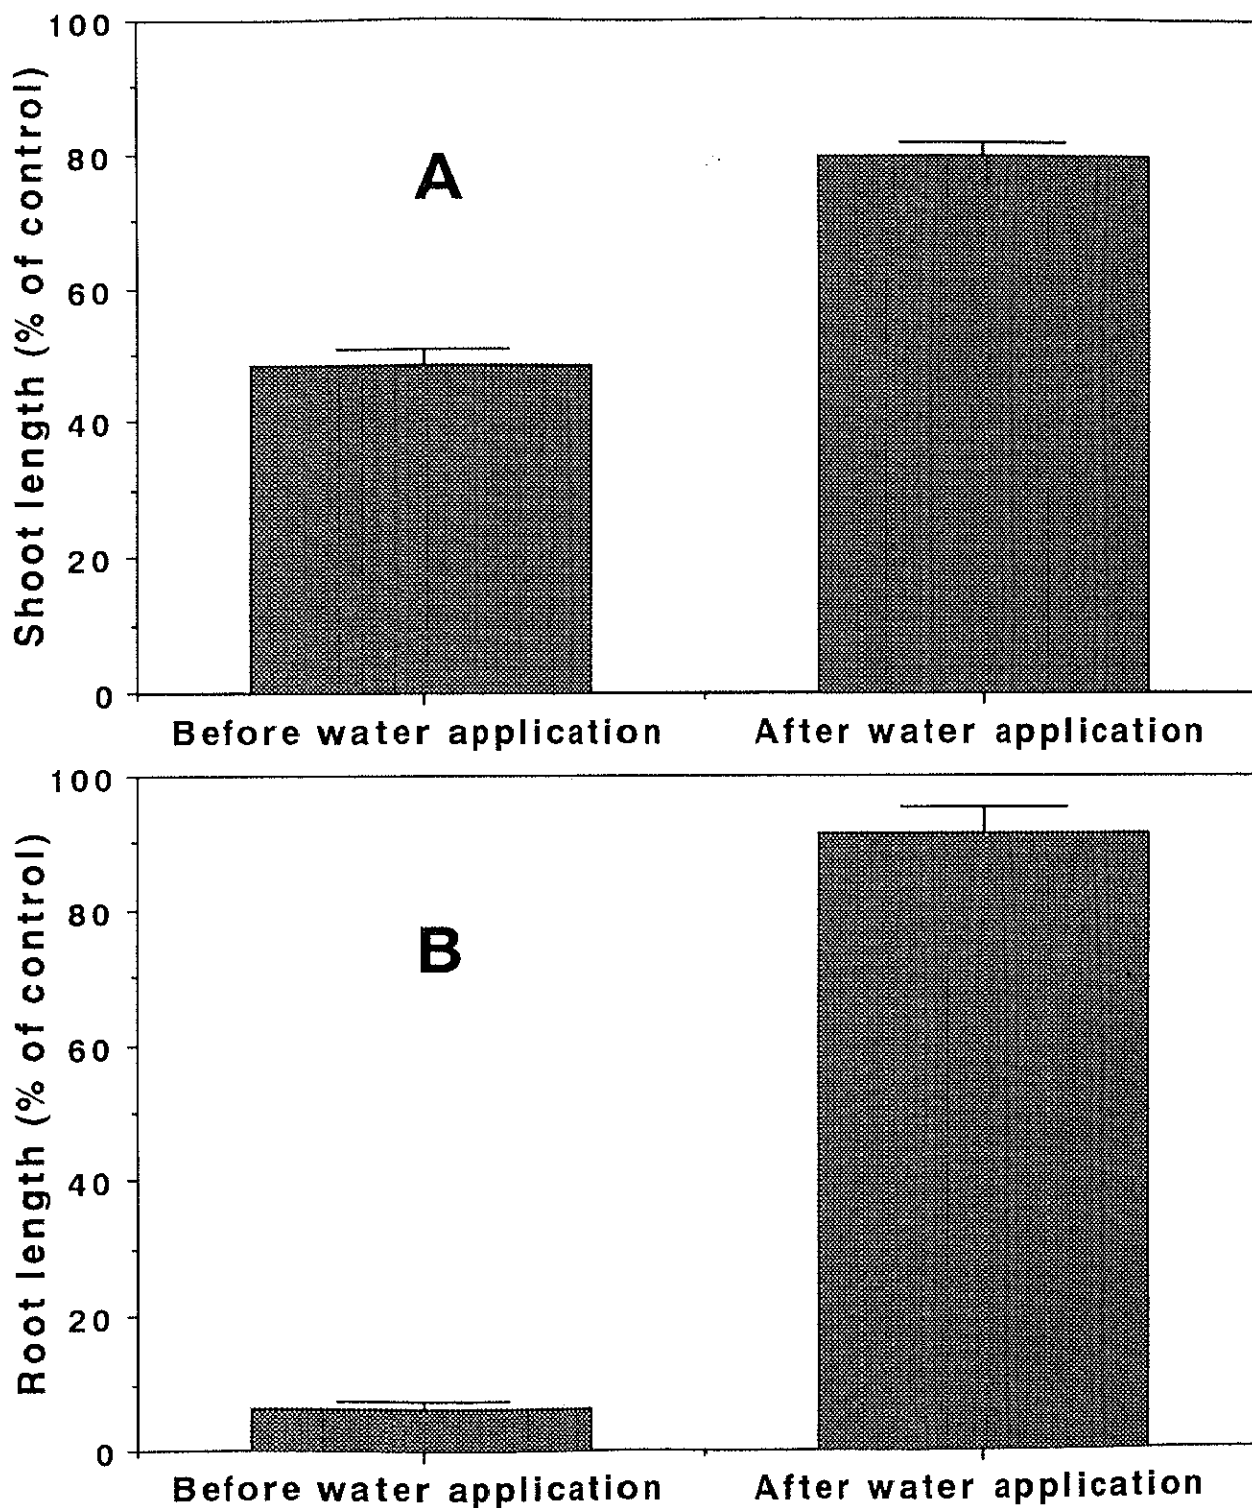 Shoot length (% of control)
100
80
60
40
20
0
A
Before water application
After water application
Root length (% of control)
100
80
60
40
20
0
B
Before water application
After water application